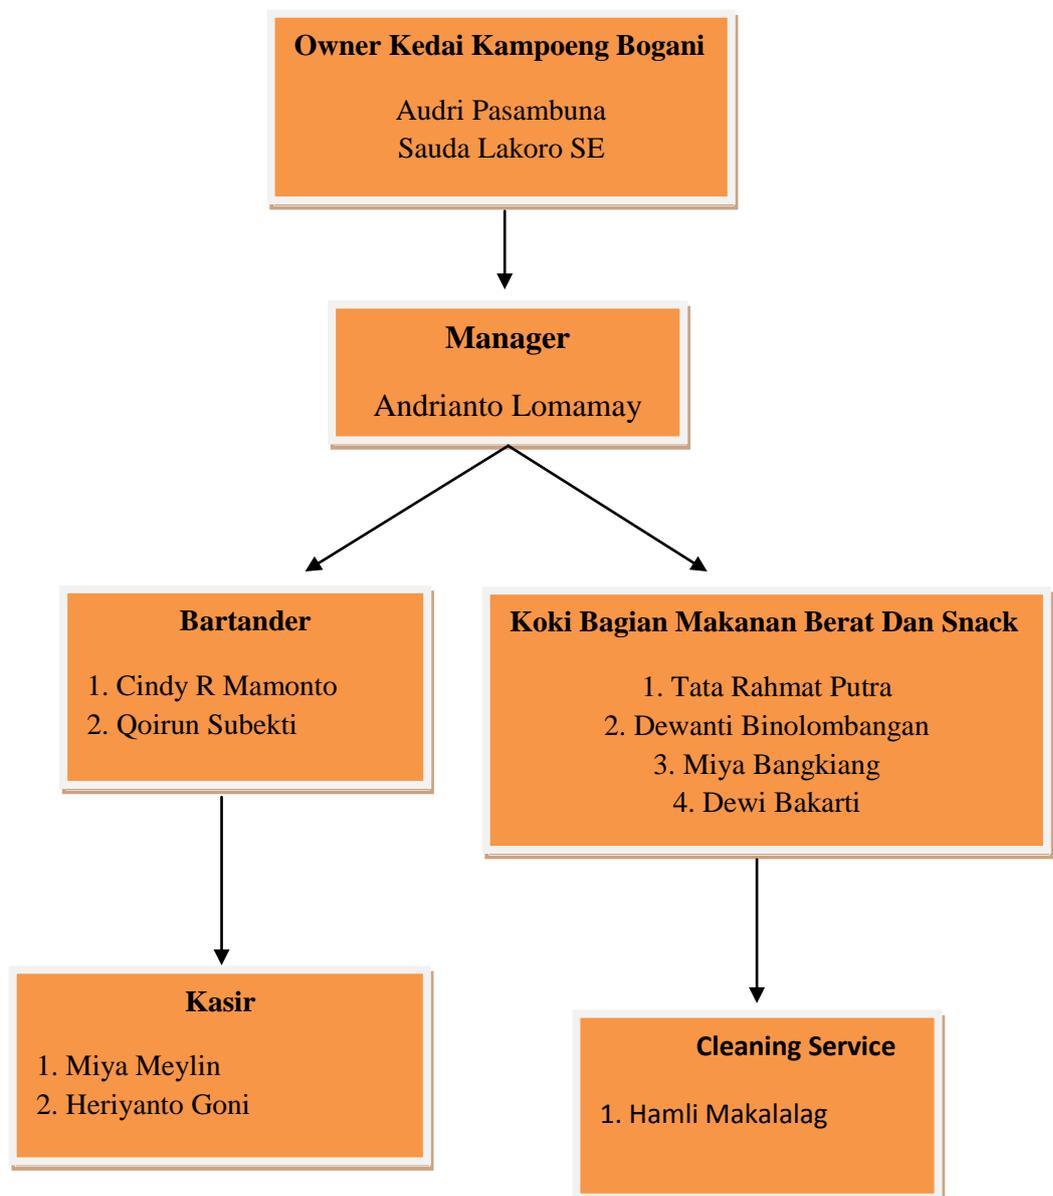 Owner Kedai Kampoeng Bogani
Audri Pasambuna
Sauda Lakoro SE
Manager
Andrianto Lomamay
Bartander
1. Cindy R Mamonto
2. Qoirun Subekti
Koki Bagian Makanan Berat Dan Snack
1. Tata Rahmat Putra
2. Dewanti Binolombangan
3. Miya Bangkiang
4. Dewi Bakarti
Kasir
1. Miya Meylin
2. Heriyanto Goni
Cleaning Service
1. Hamli Makalalag